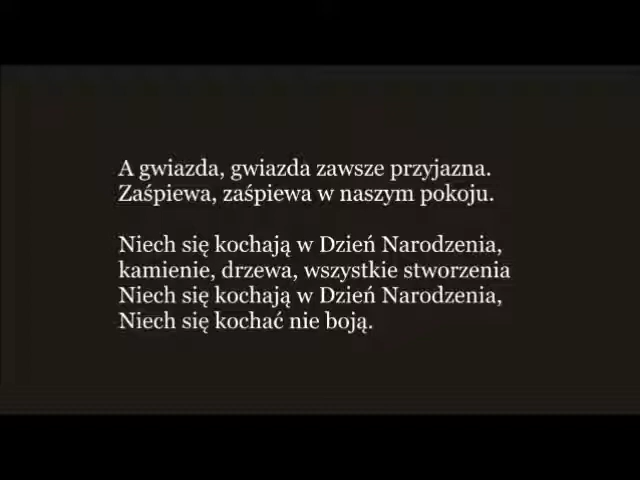 A gwiazda, gwiazda zawsze przyjazna.
Zaśpiewa, zaśpiewa w naszym pokoju.
Niech się kochają w Dzień Narodzenia,
kamienie, drzewa, wszystkie stworzenia
Niech się kochają w Dzień Narodzenia,
Niech się kochać nie boją.